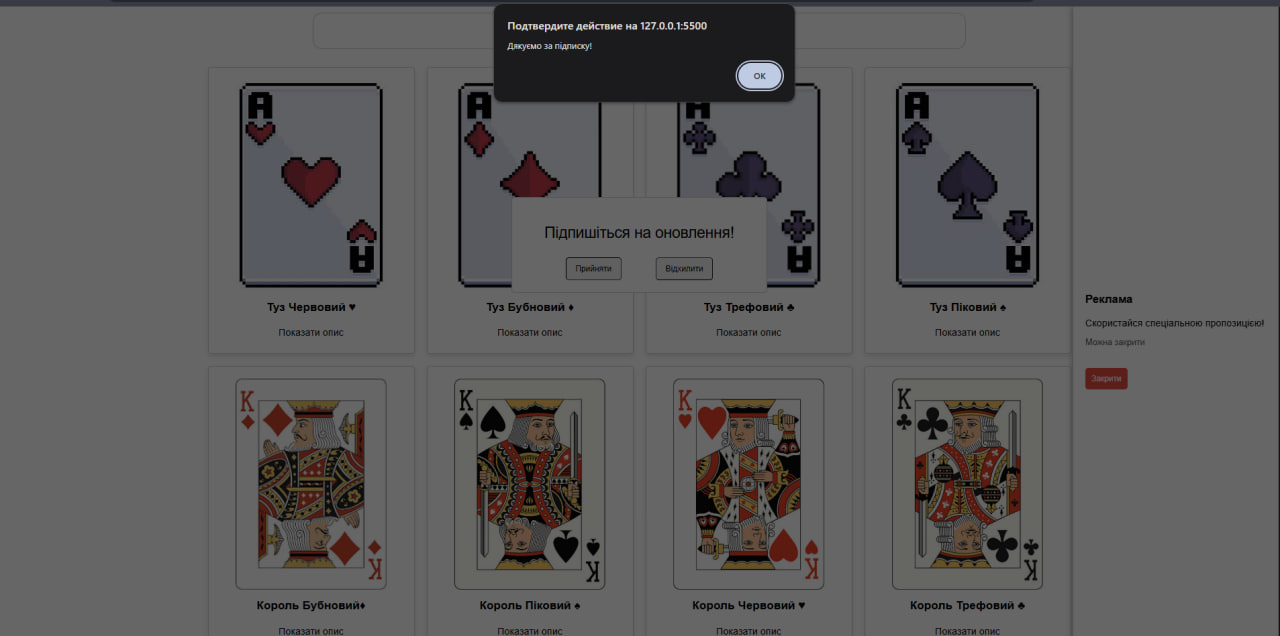 Подтвердите действие на 127.0.0.1:5500
Дякуємо за підписку!
ОК
A
A
A
A
A
A
A
Підпишіться на оновлення!
Прийняти
Відхилити
Туз Червовий ♥
Туз Бубновий ♦
Туз Трефовий ♣
Туз Піковий ♠
Показати опис
Показати опис
Показати опис
Показати опис
Реклама
Скористайся спеціальною пропозицією!
Можна закрити
Закрити
K
K
K
K
K
K
K
K
Король Бубновий♦
Король Піковий ♠
Король Червовий ♥
Король Трефовий ♣
Показати опис
Показати опис
Показати опис
Показати опис